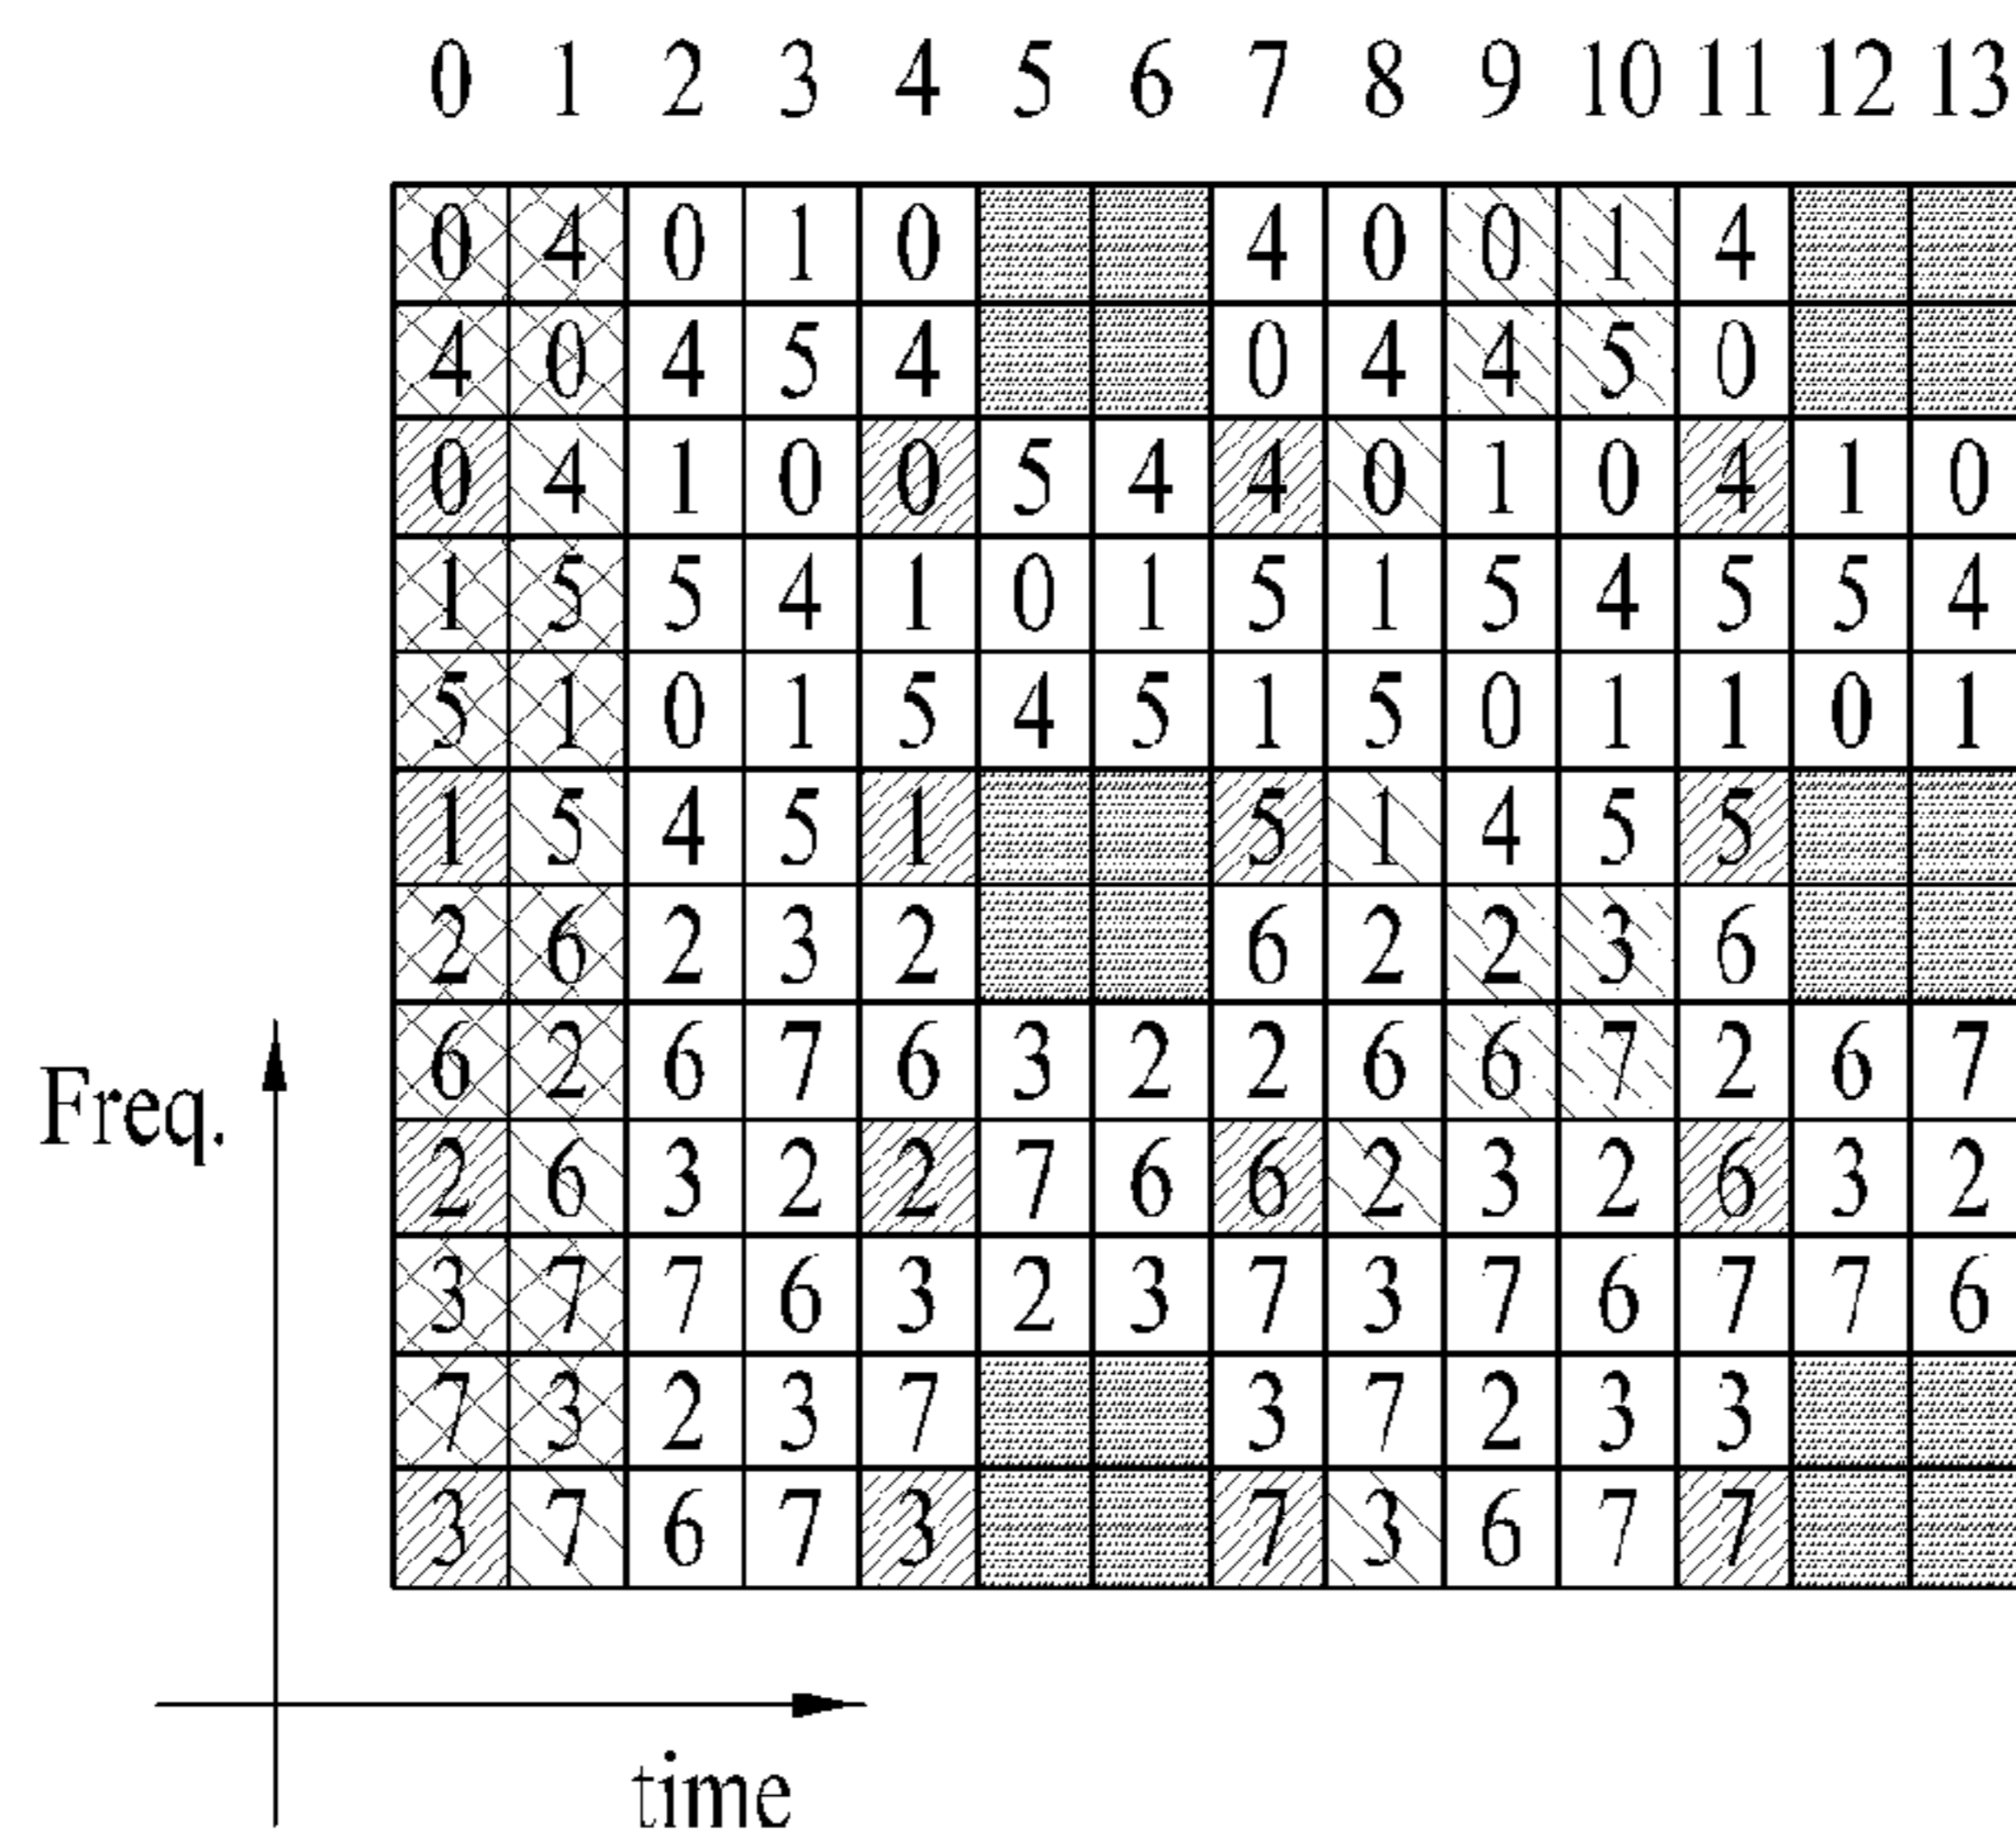 0 1 2 3 4 5 6 7 8 9 10 11 12 13
0 4 0 1 0 4 0 0 1 4
4 0 4 5 4 0 4 4 5 0
0 4 1 0 0 5 4 4 0 1 0 4 1 0
1 5 5 4 1 0 1 5 1 5 4 5 5 4
5 1 0 1 5 4 5 1 5 0 1 1 0 1
1 5 4 5 1 5 1 4 5 5
2 6 2 3 2 6 2 2 3 6
6 2 6 7 6 3 2 2 6 6 7 2 6 7
Freq.
2 6 3 2 2 7 6 6 2 3 2 6 3 2
3 7 7 6 3 2 3 7 3 7 6 7 7 6
7 3 2 3 7 3 7 2 3 3
3 7 6 7 3 7 3 6 7 7
time